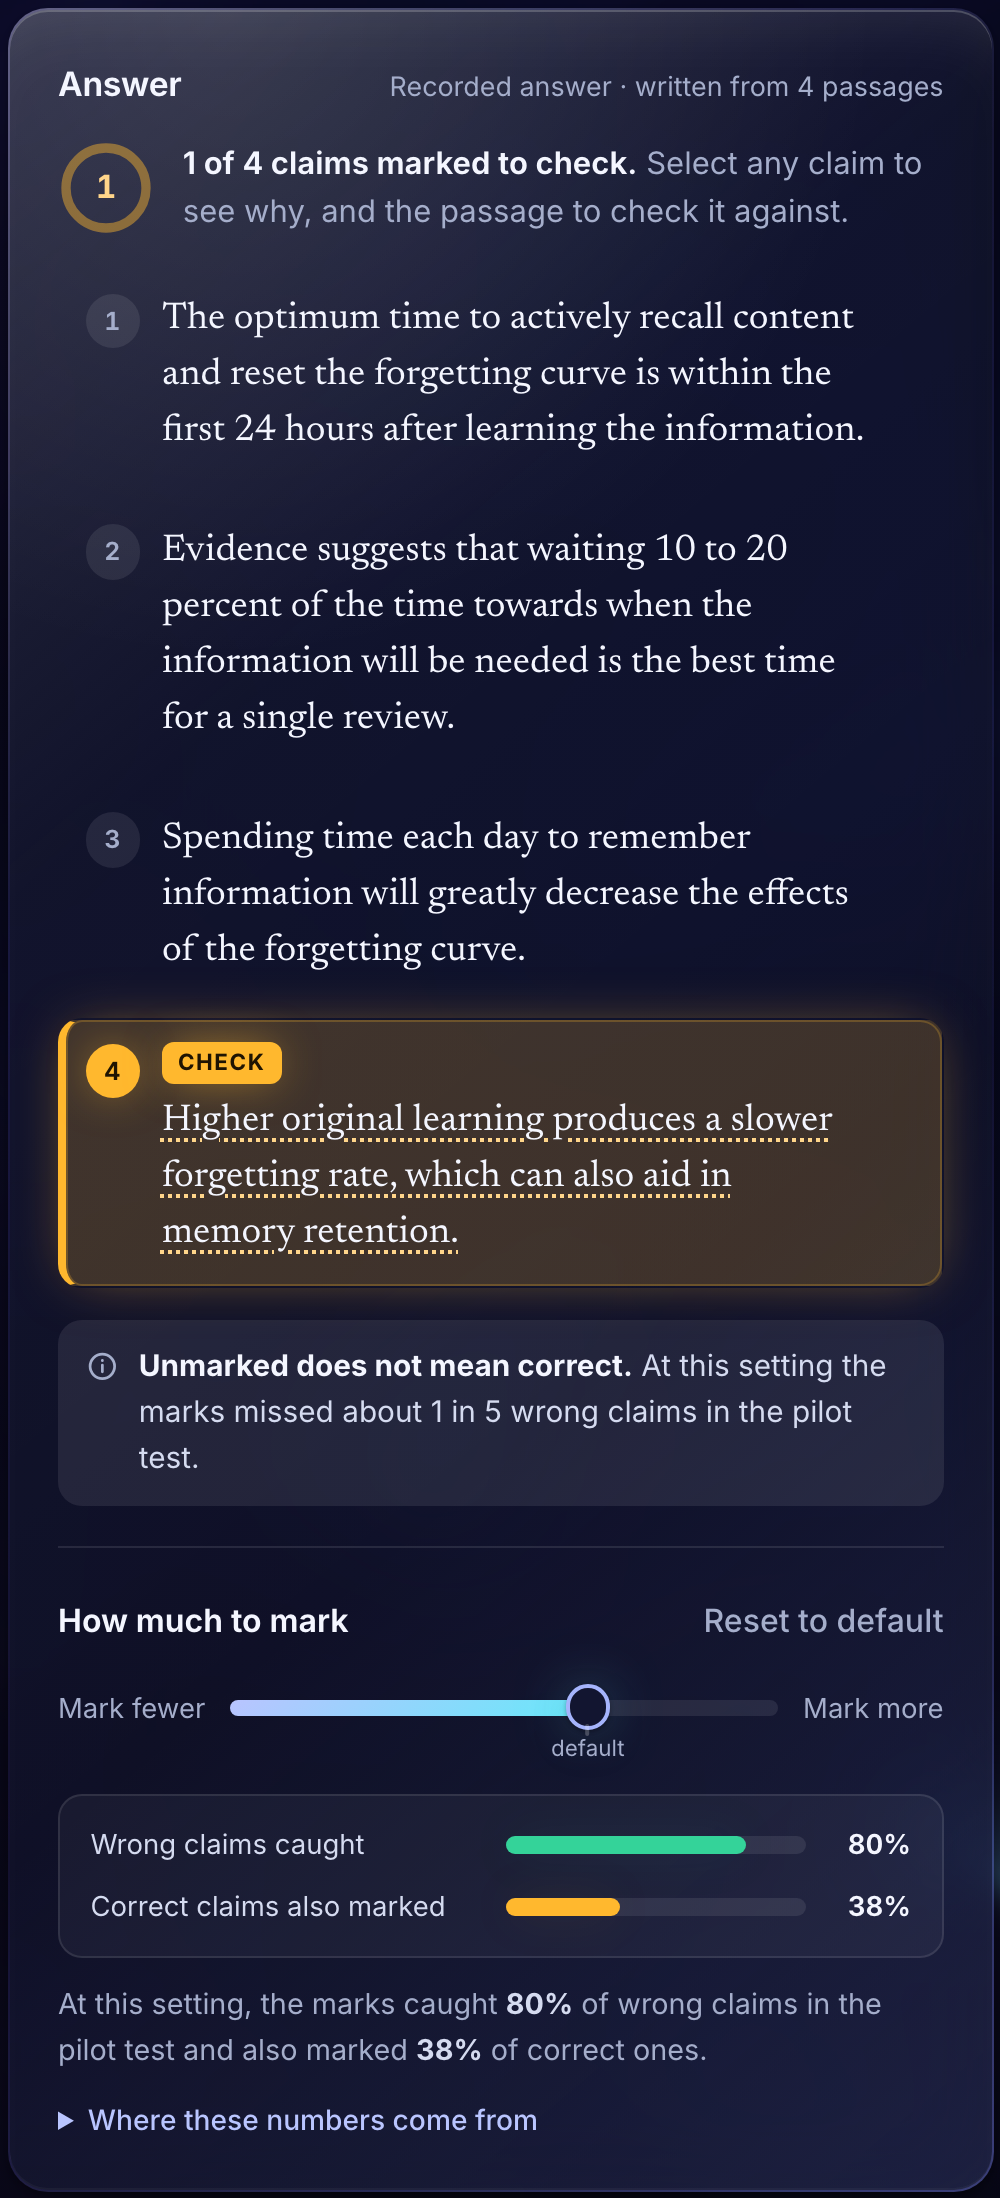 Answer
Recorded answer · written from 4 passages
1
1 of 4 claims marked to check. Select any claim to
see why, and the passage to check it against.
1
The optimum time to actively recall content
and reset the forgetting curve is within the
first 24 hours after learning the information.
2
Evidence suggests that waiting 10 to 20
percent of the time towards when the
information will be needed is the best time
for a single review.
3
Spending time each day to remember
information will greatly decrease the effects
of the forgetting curve.
4
CHECK
Higher original learning produces a slower
forgetting rate, which can also aid in
memory retention.
Unmarked does not mean correct. At this setting the
marks missed about 1 in 5 wrong claims in the pilot
test.
How much to mark
Reset to default
Mark fewer
Mark more
default
Wrong claims caught 80%
Correct claims also marked 38%
At this setting, the marks caught 80% of wrong claims in the
pilot test and also marked 38% of correct ones.
Where these numbers come from